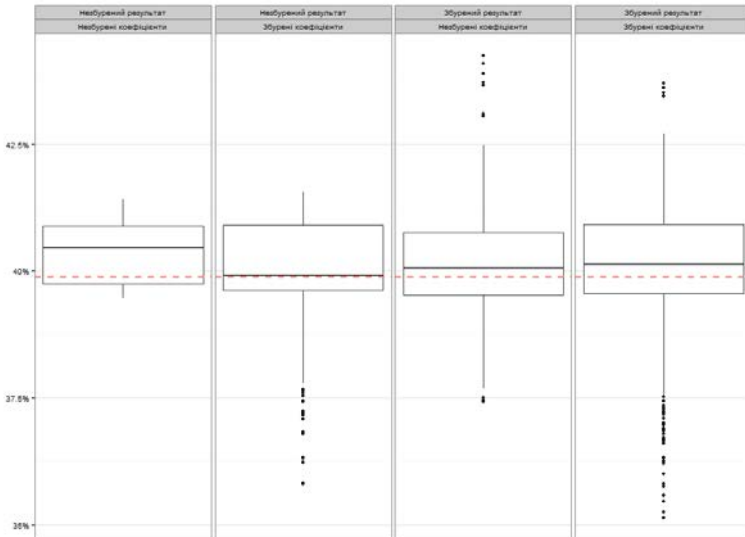 Незбурений результат
Незбурені коефіцієнти
Незбурений результат
Збурені коефіцієнти
Збурений результат
Незбурені коефіцієнти
Збурений результат
Збурені коефіцієнти
42.5%
40%
37.5%
35%